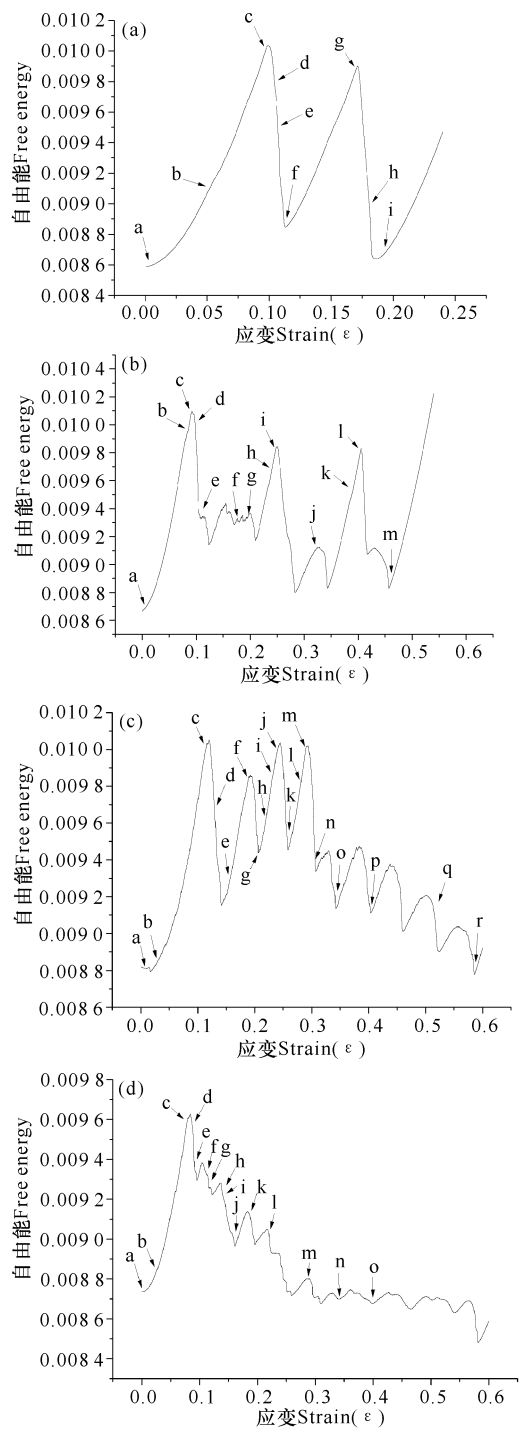 (a)
0.010 2
0.010 0
0.009 8
0.009 6
0.009 4
0.009 2
0.009 0
0.008 8
0.008 6
0.008 4
自由能Free energy
a
b
c
d
e
f
g
h
i
0.00 0.05 0.10 0.15 0.20 0.25
应变Strain( ε )
(b)
0.010 4
0.010 2
0.010 0
0.009 8
0.009 6
0.009 4
0.009 2
0.009 0
0.008 8
0.008 6
自由能Free energy
a
b
c
d
e
f
g
h
i
j
k
l
m
0.0 0.1 0.2 0.3 0.4 0.5 0.6
应变Strain( ε )
(c)
0.010 2
0.010 0
0.009 8
0.009 6
0.009 4
0.009 2
0.009 0
0.008 8
0.008 6
自由能Free energy
a
b
c
d
e
f
g
h
i
j
k
l
m
n
o
p
q
r
0.0 0.1 0.2 0.3 0.4 0.5 0.6
应变Strain( ε )
(d)
0.009 8
0.009 6
0.009 4
0.009 2
0.009 0
0.008 8
0.008 6
0.008 4
自由能Free energy
a
b
c
d
e
f
g
h
i
j
k
l
m
n
o
0.0 0.1 0.2 0.3 0.4 0.5 0.6
应变Strain( ε )